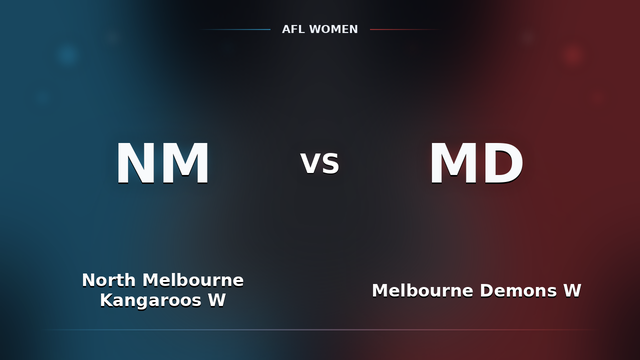 AFL WOMEN
NM VS MD
North Melbourne
Kangaroos W
Melbourne Demons W